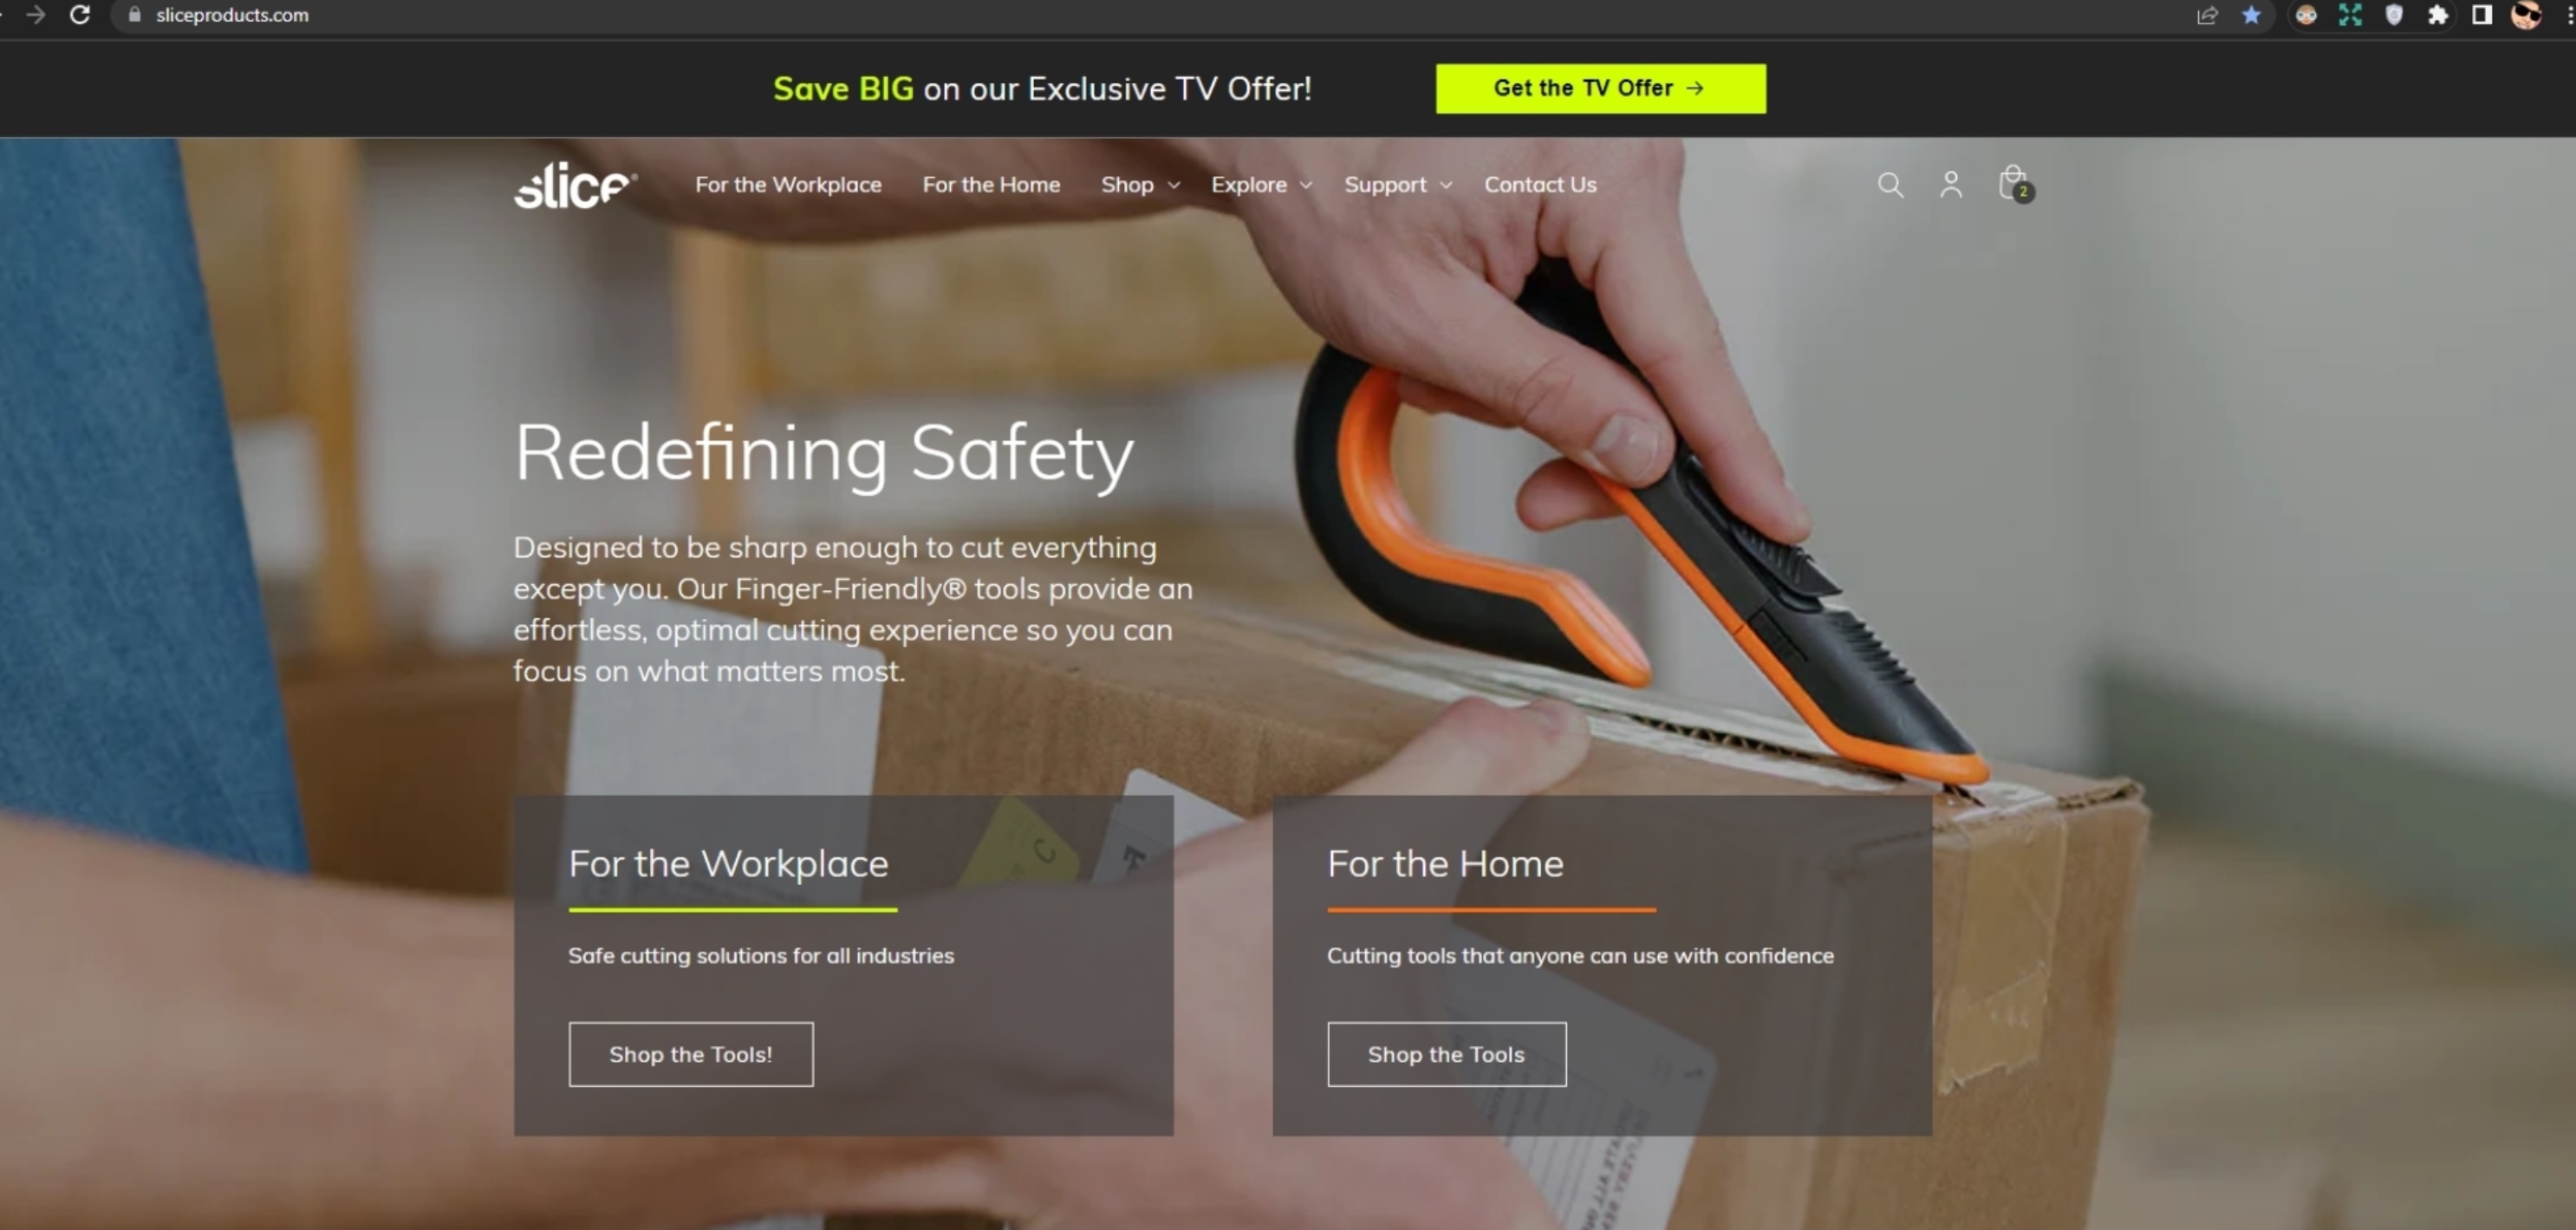 sliceproducts.com
Save BIG on our Exclusive TV Offer!
Get the TV Offer →
slice®
For the Workplace
For the Home
Shop
Explore
Support
Contact Us
2
Redefining Safety
Designed to be sharp enough to cut everything
except you. Our Finger-Friendly® tools provide an
effortless, optimal cutting experience so you can
focus on what matters most.
For the Workplace
Safe cutting solutions for all industries
Shop the Tools!
For the Home
Cutting tools that anyone can use with confidence
Shop the Tools